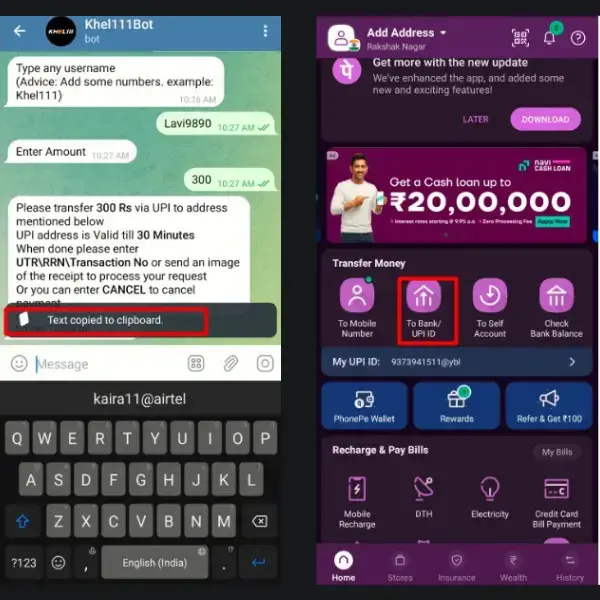 Khel111Bot
bot
KHEL111
Type any username
(Advice: Add some numbers. example:
Khel111)
10:26 AM
Lavi9890 10:27 AM
Enter Amount 10:27 AM
300 10:27 AM
Please transfer 300 Rs via UPI to address
mentioned below
UPI address is Valid till 30 Minutes
When done please enter
UTR\RRN\Transaction No or send an image
of the receipt to process your request
Or you can enter CANCEL to cancel
payment
Text copied to clipboard.
Message
kaira11@airtel
Q W E R T Y U I O P
A S D F G H J K L
Z X C V B N M
?123 , English (India) .
Add Address
Rakshak Nagar
Get more with the new update
We've enhanced the app, and added some
new and exciting features!
LATER DOWNLOAD
Ad
navi
CASH LOAN
Get a Cash loan up to
₹20,00,000
Interest rates starting @ 9.9% p.a. Zero Processing Fee Apply Now
Transfer Money
To Mobile
Number
To Bank/
UPI ID
To Self
Account
Check
Bank Balance
My UPI ID: 9373941511@ybl
PhonePe Wallet
Rewards
Refer & Get ₹100
Recharge & Pay Bills
My Bills
Mobile
Recharge
DTH
Electricity
Credit Card
Bill Payment
Home
Stores
Insurance
Wealth
History